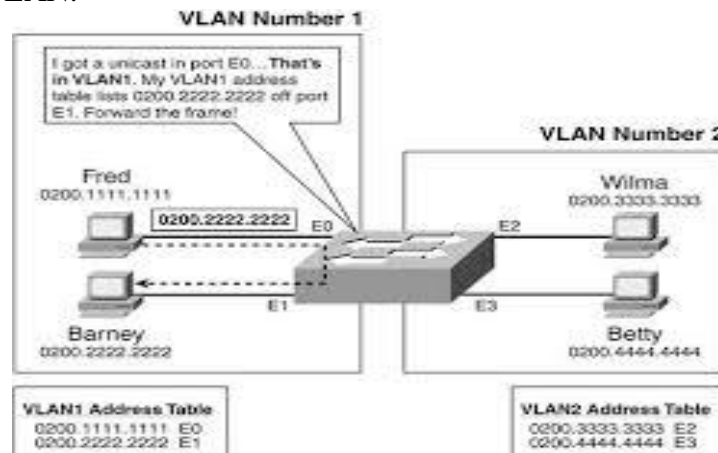 VLAN Number 1
I got a unicast in port E0... That's
in VLAN1. My VLAN1 address
table lists 0200.2222.2222 off port
E1. Forward the frame!
VLAN Number 2
Fred
0200.1111.1111
0200.2222.2222
E0
E1
Barney
0200.2222.2222
Wilma
0200.3333.3333
E2
E3
Betty
0200.4444.4444
VLAN1 Address Table
0200.1111.1111 E0
0200.2222.2222 E1
VLAN2 Address Table
0200.3333.3333 E2
0200.4444.4444 E3